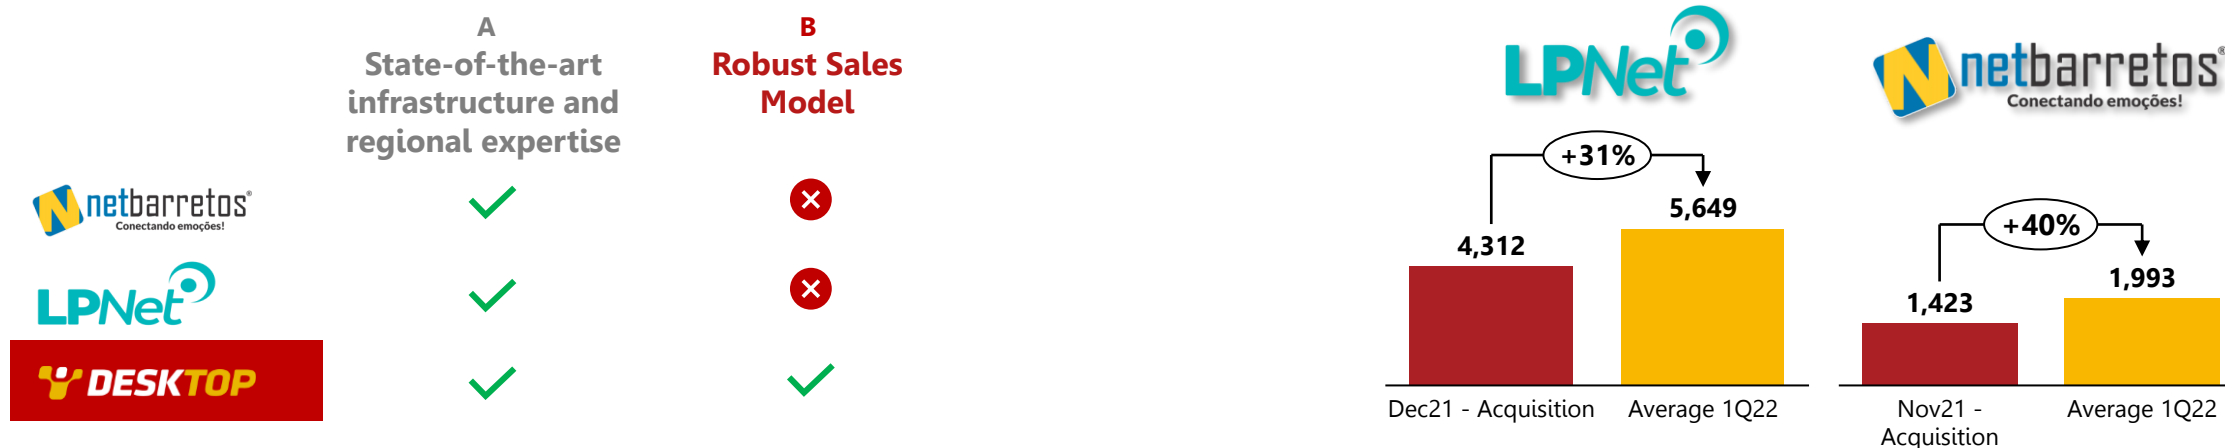 A
State-of-the-art
infrastructure and
regional expertise
B
Robust Sales
Model
netbarretos®
Conectando emoções!
LPNet
DESKTOP
LPNet
+31%
4,312
5,649
Dec21 - Acquisition
Average 1Q22
netbarretos®
Conectando emoções!
+40%
1,423
1,993
Nov21 -
Acquisition
Average 1Q22